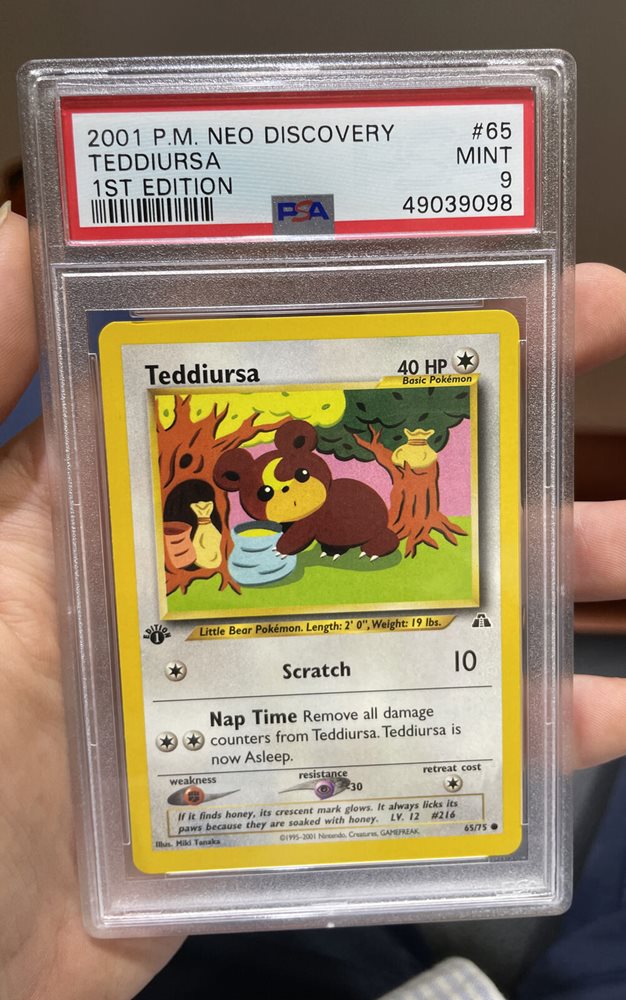 2001 P.M. NEO DISCOVERY #65
TEDDIURSA MINT
1ST EDITION 9
PSA 49039098
Teddiursa 40 HP
Basic Pokémon
EDITION
1
Little Bear Pokémon. Length: 2' 0", Weight: 19 lbs.
Scratch 10
Nap Time Remove all damage
counters from Teddiursa. Teddiursa is
now Asleep.
weakness resistance retreat cost
-30
If it finds honey, its crescent mark glows. It always licks its
paws because they are soaked with honey. LV. 12 #216
Illus. Miki Tanaka ©1995-2001 Nintendo, Creatures, GAMEFREAK. 65/75